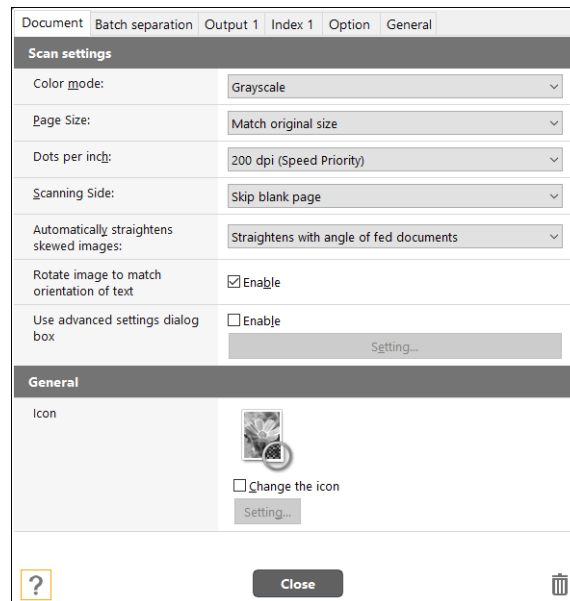 Document Batch separation Output 1 Index 1 Option General
Scan settings
Color mode: Grayscale
Page Size: Match original size
Dots per inch: 200 dpi (Speed Priority)
Scanning Side: Skip blank page
Automatically straightens
skewed images: Straightens with angle of fed documents
Rotate image to match
orientation of text Enable
Use advanced settings dialog
box Enable
Setting...
General
Icon
Change the icon
Setting...
? Close